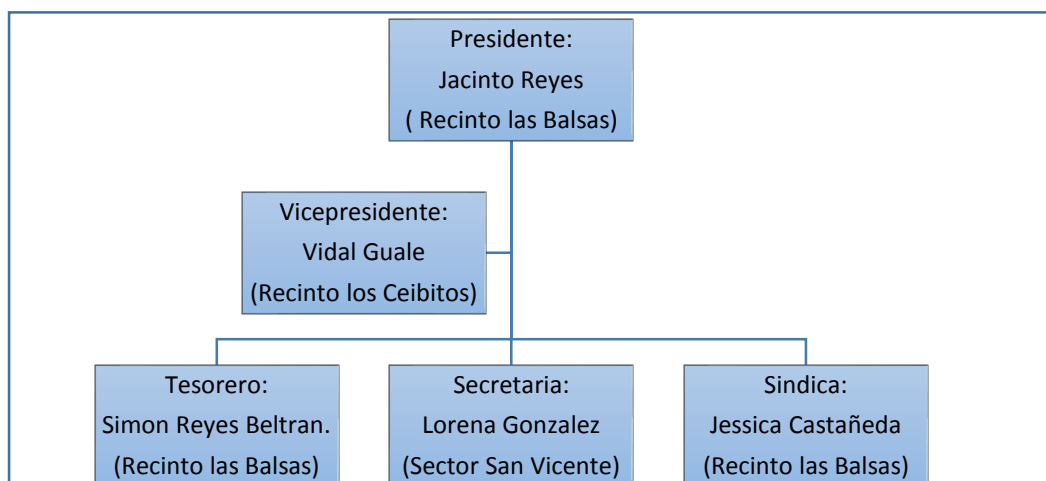 Presidente:
Jacinto Reyes
( Recinto las Balsas)
Vicepresidente:
Vidal Guale
(Recinto los Ceibitos)
Tesorero:
Simon Reyes Beltran.
(Recinto las Balsas)
Secretaria:
Lorena Gonzalez
(Sector San Vicente)
Sindica:
Jessica Castañeda
(Recinto las Balsas)